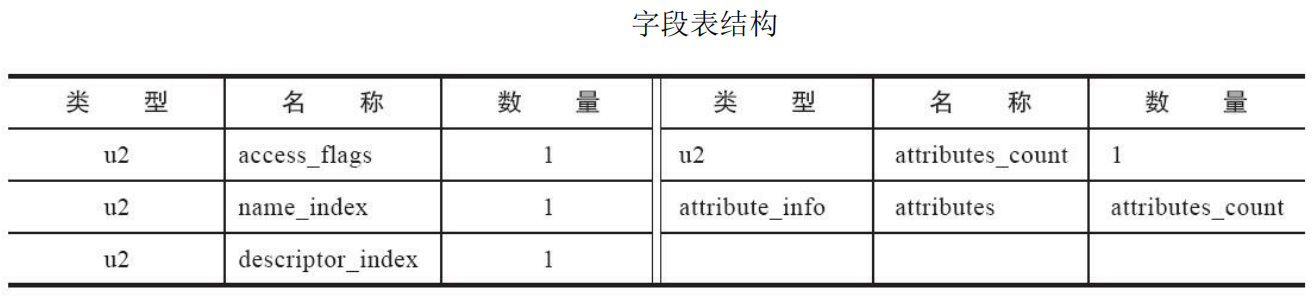 字段表结构
类 型 名 称 数 量 类 型 名 称 数 量
u2 access_flags 1 u2 attributes_count 1
u2 name_index 1 attribute_info attributes attributes_count
u2 descriptor_index 1